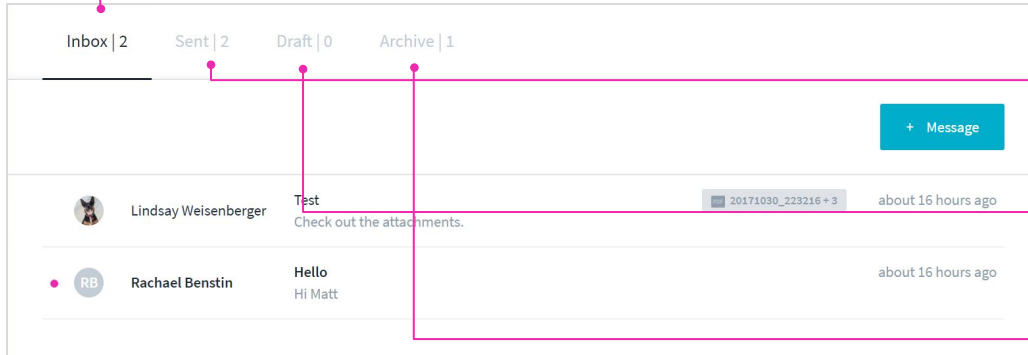 Inbox | 2
Sent | 2
Draft | 0
Archive | 1
+ Message
Lindsay Weisenberger
Test
Check out the attachments.
20171030_223216 + 3
about 16 hours ago
RB
Rachael Benstin
Hello
Hi Matt
about 16 hours ago